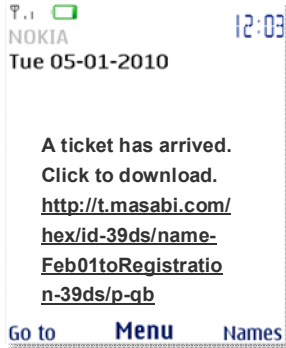 12:03
NOKIA
Tue 05-01-2010
A ticket has arrived.
Click to download.
http://t.masabi.com/
hex/id-39ds/name-
Feb01toRegistratio
n-39ds/p-qb
Go to Menu Names